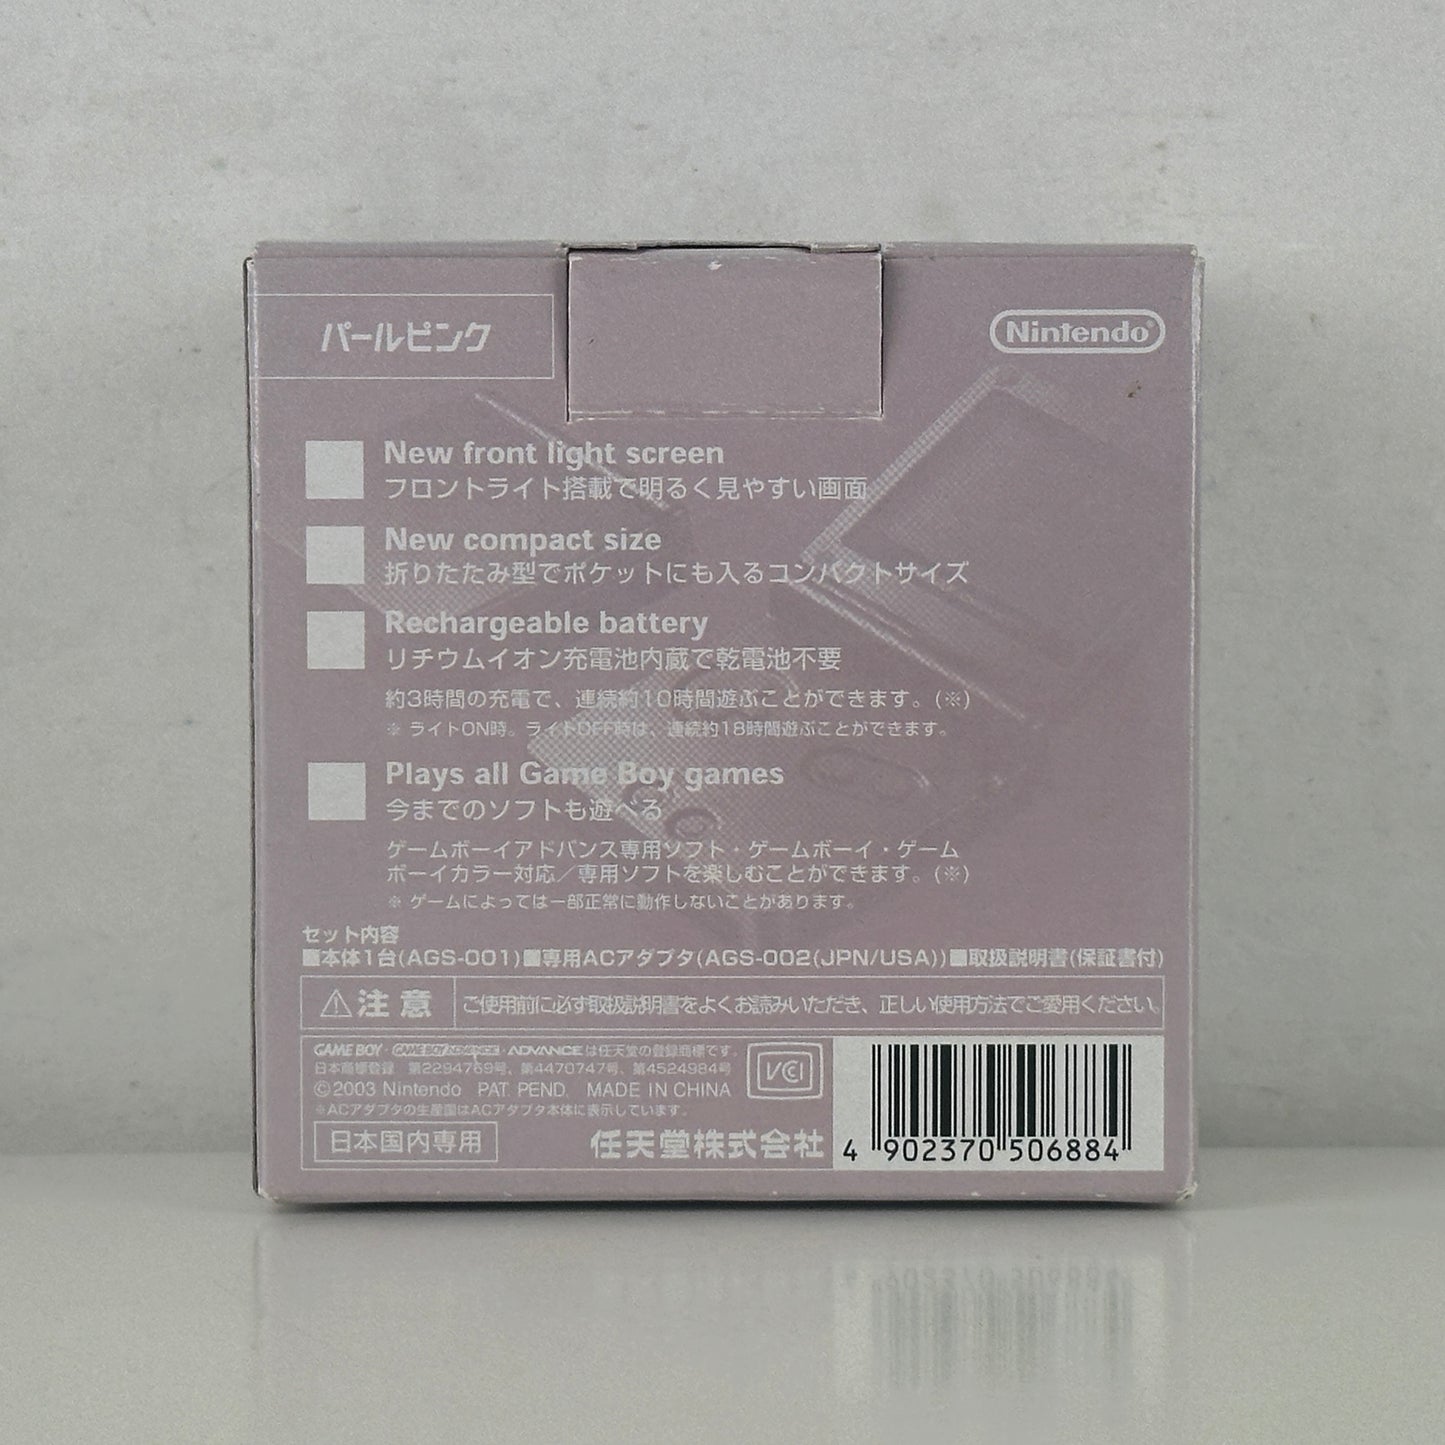 パールピンク
Nintendo®
New front light screen
フロントライト搭載で明るく見やすい画面
New compact size
折りたたみ型でポケットにも入るコンパクトサイズ
Rechargeable battery
リチウムイオン充電池内蔵で乾電池不要
約3時間の充電で、連続約10時間遊ぶことができます。(※)
※ ライトON時。ライトOFF時は、連続約18時間遊ぶことができます。
Plays all Game Boy games
今までのソフトも遊べる
ゲームボーイアドバンス専用ソフト・ゲームボーイ・ゲーム
ボーイカラー対応／専用ソフトを楽しむことができます。(※)
※ ゲームによっては一部正常に動作しないことがあります。
セット内容
■本体1台(AGS-001)■専用ACアダプタ(AGS-002(JPN/USA))■取扱説明書(保証書付)
⚠注意 ご使用前に必ず取扱説明書をよくお読みいただき、正しい使用方法でご愛用ください。
GAME BOY・GAME BOY ADVANCE・ADVANCEは任天堂の登録商標です。
日本商標登録 第2294769号、第4470747号、第4524984号
©2003 Nintendo PAT. PEND. MADE IN CHINA
※ACアダプタの生産国はACアダプタ本体に表示しています。
VCI
日本国内専用
任天堂株式会社
4 902370 506884